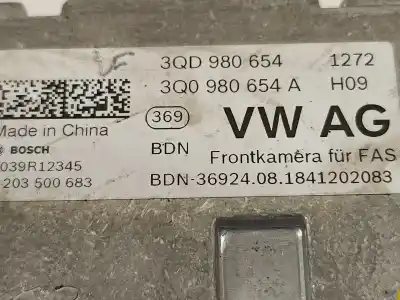 VF
3QD 980 654 1272
3Q0 980 654 A H09
369 VW AG
Made in China
BOSCH BDN Frontkamera für FAS
039R12345
203 500 683 BDN-36924.08.1841202083